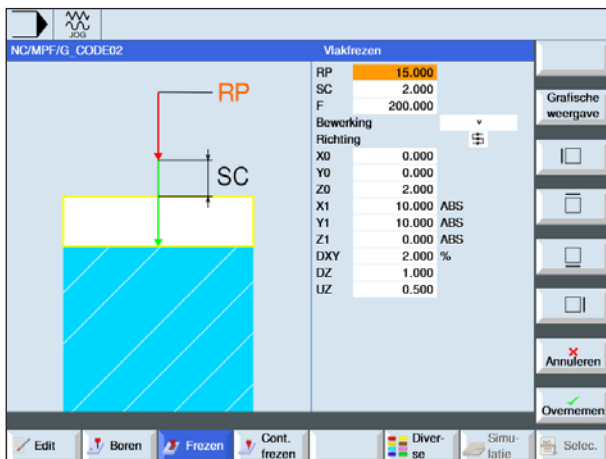 JOG
NC/MPF/G_CODE02
Vlakfrezen
RP
SC
RP 15.000
SC 2.000
F 200.000
Bewerking ▿
Richting
X0 0.000
Y0 0.000
Z0 2.000
X1 10.000 ABS
Y1 10.000 ABS
Z1 0.000 ABS
DXY 2.000 %
DZ 1.000
UZ 0.500
Grafische
weergave
Annuleren
Overnemen
Edit
Boren
Frezen
Cont.
frezen
Diver-
se
Simu-
latie
Selec.